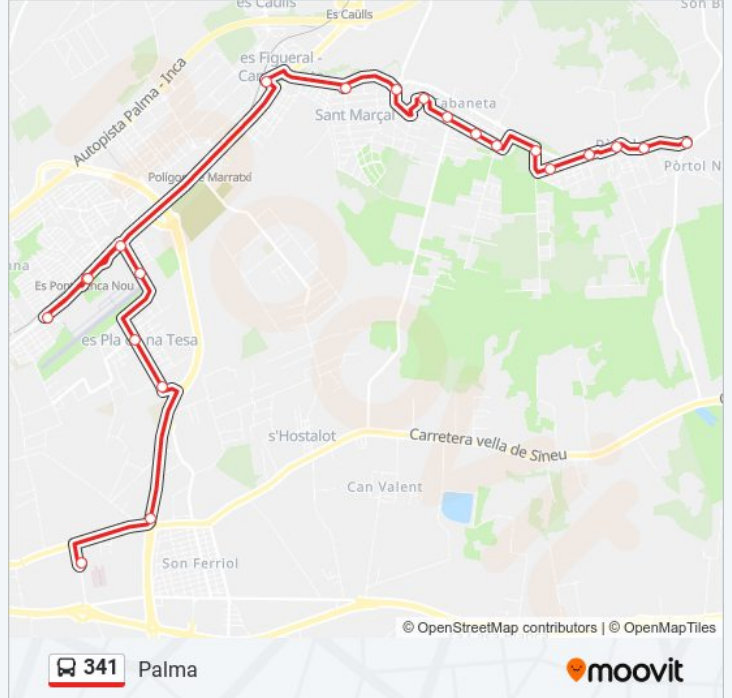 es Caülls
Es Caülls
Son B
es Figueral -
Can
Autopista Palma - Inca
Sant Marçal
Cabaneta
Pòrtol N
Polígon de Marratxí
na
Es Pont d'Inca Nou
es Pla de na Tesa
s'Hostalot
Carretera vella de Sineu
Can Valent
Son Ferriol
© OpenStreetMap contributors | © OpenMapTiles
341 Palma
moovit